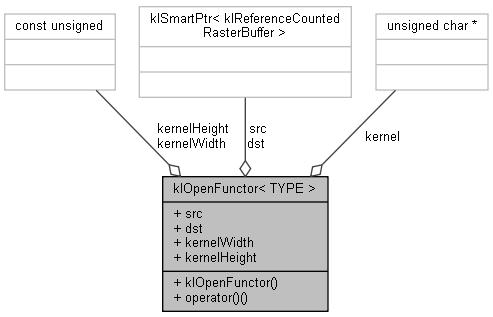 const unsigned
klSmartPtr< klReferenceCounted
RasterBuffer >
unsigned char *
kernelHeight
kernelWidth
src
dst
kernel
klOpenFunctor< TYPE >
+ src
+ dst
+ kernelWidth
+ kernelHeight
+ klOpenFunctor()
+ operator()()